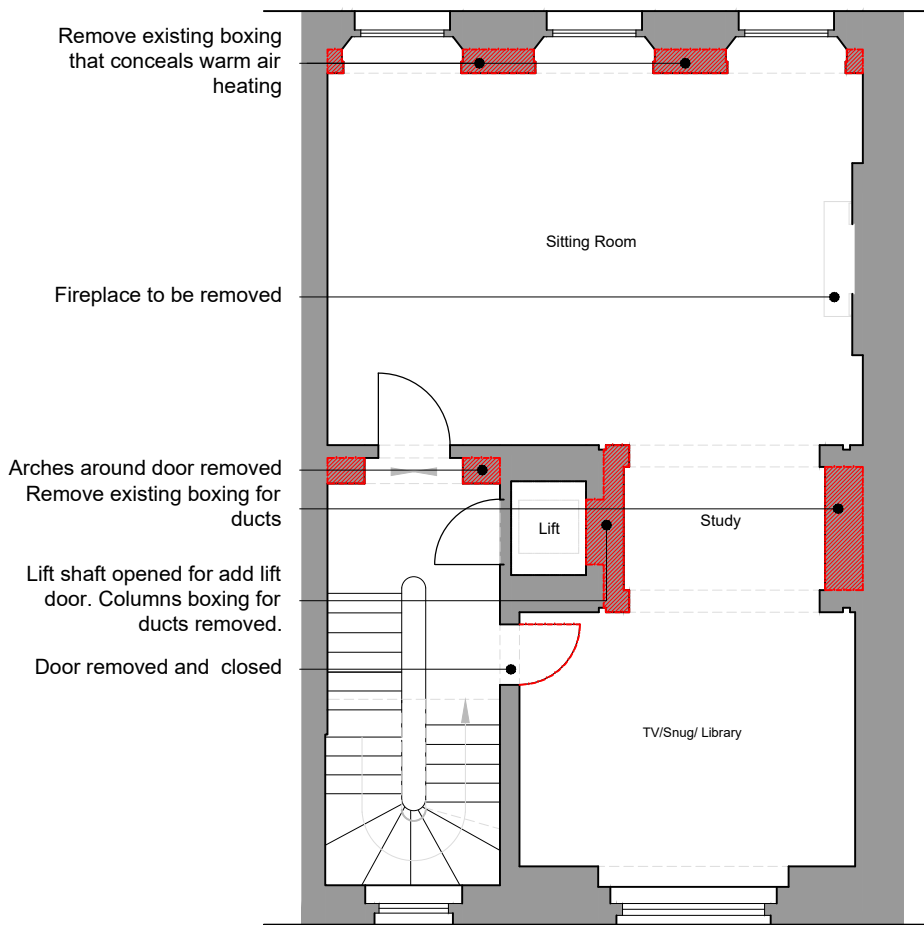 Remove existing boxing
that conceals warm air
heating
Sitting Room
Fireplace to be removed
Arches around door removed
Remove existing boxing for
ducts
Lift
Study
Lift shaft opened for add lift
door. Columns boxing for
ducts removed.
Door removed and  closed
TV/Snug/ Library